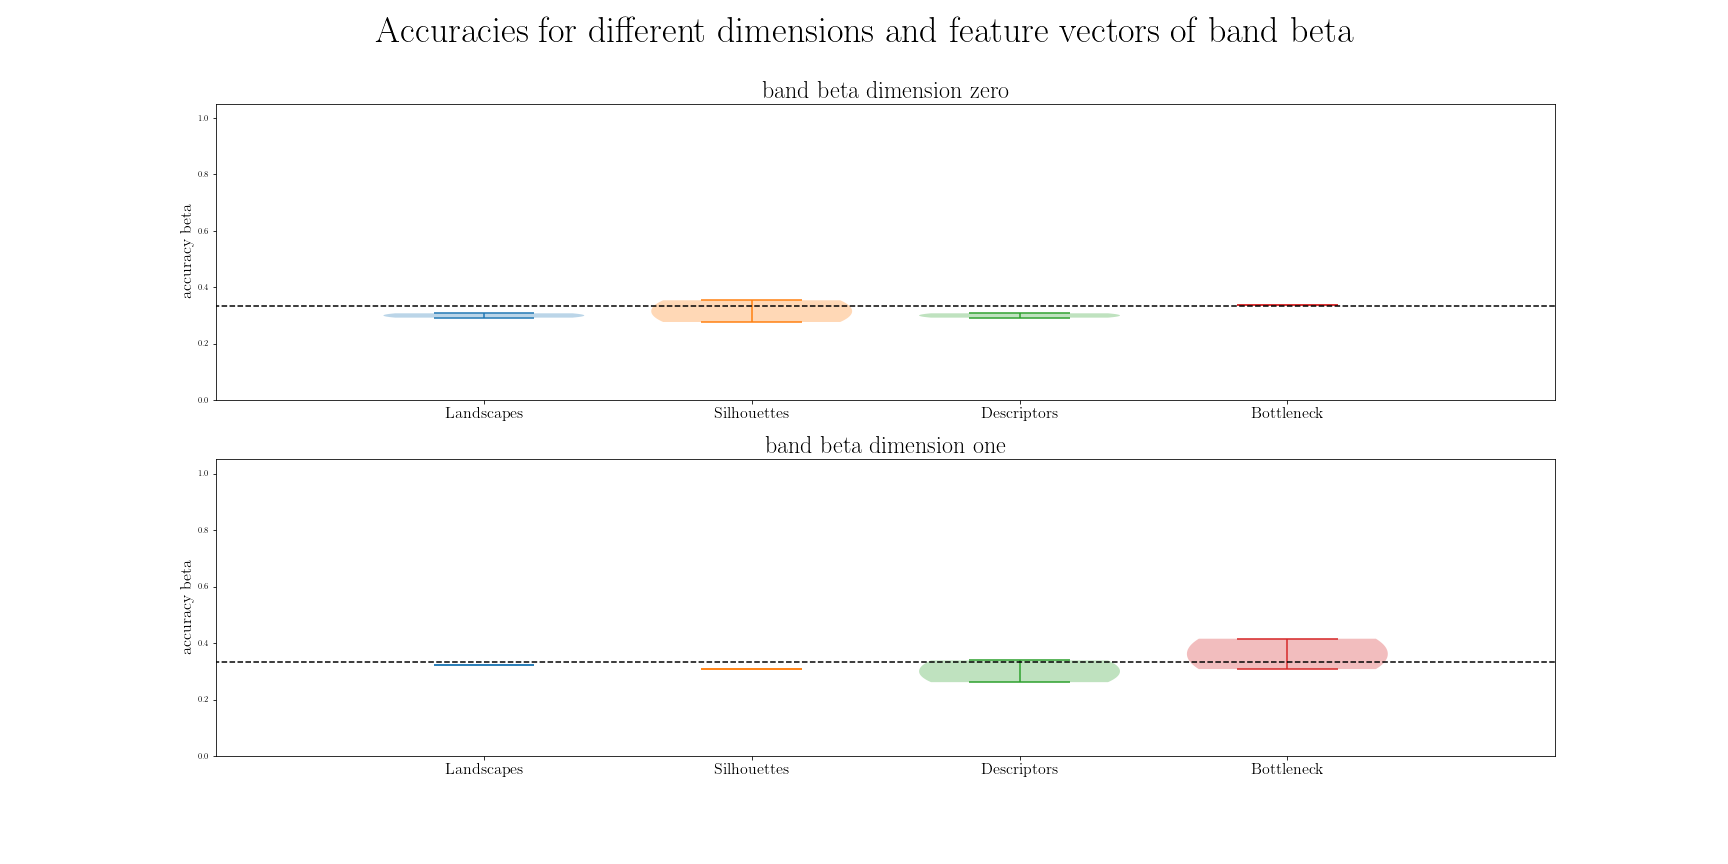 Accuracies for different dimensions and feature vectors of band beta
band beta dimension zero
1.0
0.8
0.6
0.4
0.2
0.0
accuracy beta
Landscapes Silhouettes Descriptors Bottleneck
band beta dimension one
1.0
0.8
0.6
0.4
0.2
0.0
accuracy beta
Landscapes Silhouettes Descriptors Bottleneck